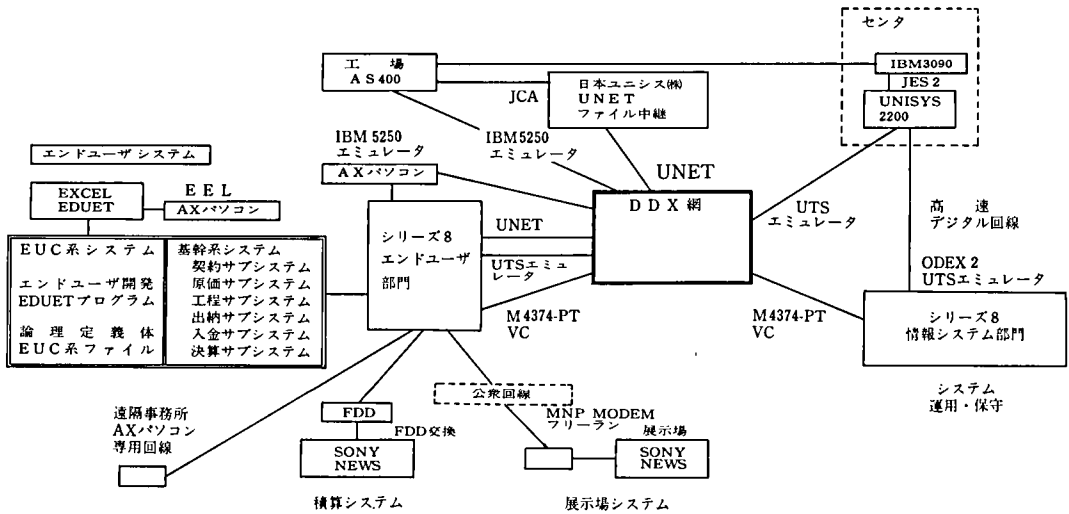 センタ
IBM3090
JES2
UNISYS
2200
工場
AS400
JCA
日本ユニシス㈱
UNET
ファイル中継
IBM5250
エミュレータ
IBM5250
エミュレータ
AXパソコン
エンドユーザシステム
EXCEL
EDUET
EEL
AXパソコン
UNET
DDX網
UTS
エミュレータ
高速
デジタル回線
シリーズ8
エンドユーザ
部門
UNET
UTSエミュ
レータ
M4374-PT
VC
M4374-PT
VC
ODEX2
UTSエミュレータ
シリーズ8
情報システム部門
システム
運用・保守
EUC系システム
エンドユーザ開発
EDUETプログラム
論理定義体
EUC系ファイル
基幹系システム
契約サブシステム
原価サブシステム
工程サブシステム
出納サブシステム
入金サブシステム
決算サブシステム
遠隔事務所
AXパソコン
専用回線
FDD
FDD交換
SONY
NEWS
積算システム
公衆回線
MNP MODEM
フリーラン
展示場
SONY
NEWS
展示場システム